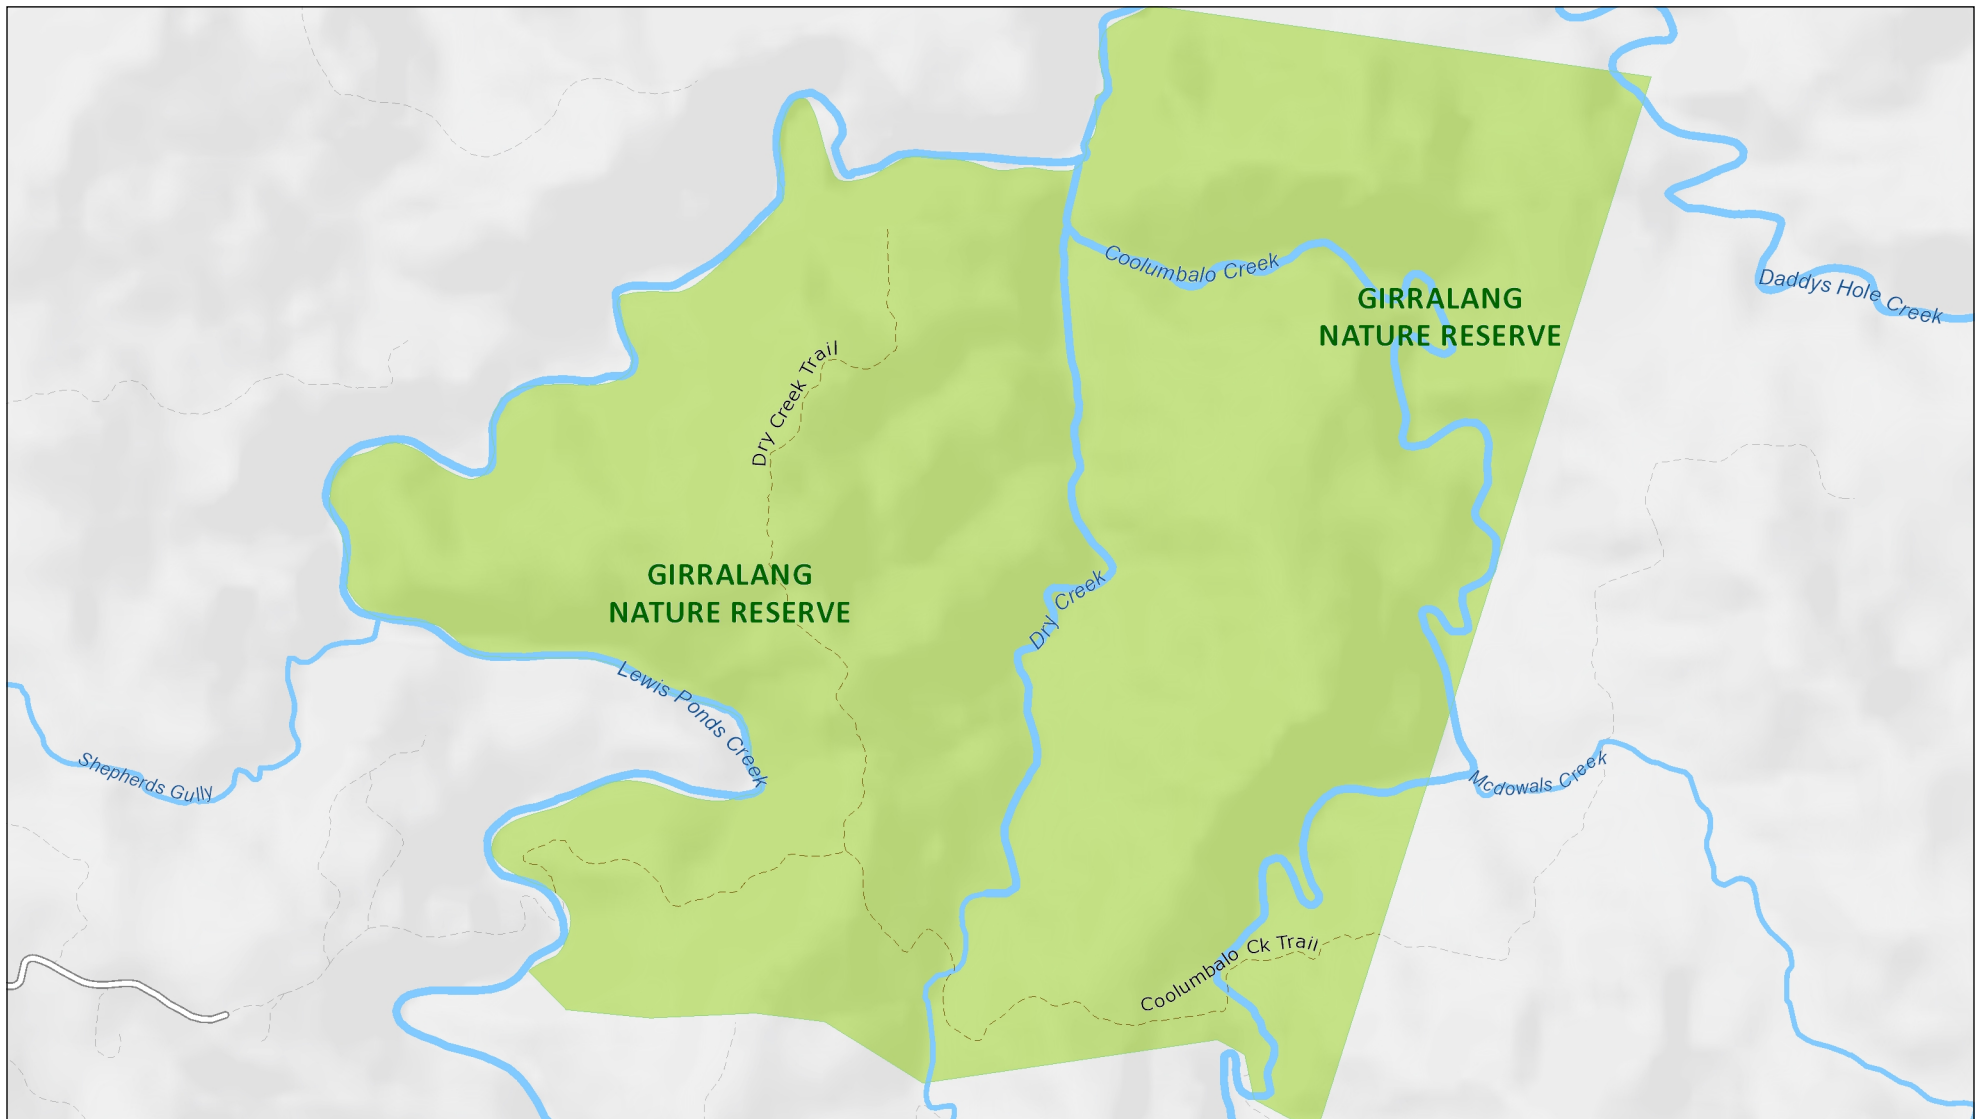 Coolumbalo Creek
GIRRALANG
NATURE RESERVE
Daddys Hole Creek
Dry Creek Trail
GIRRALANG
NATURE RESERVE
Dry Creek
Lewis Ponds Creek
Shepherds Gully
Mcdowals Creek
Coolumbalo Ck Trail